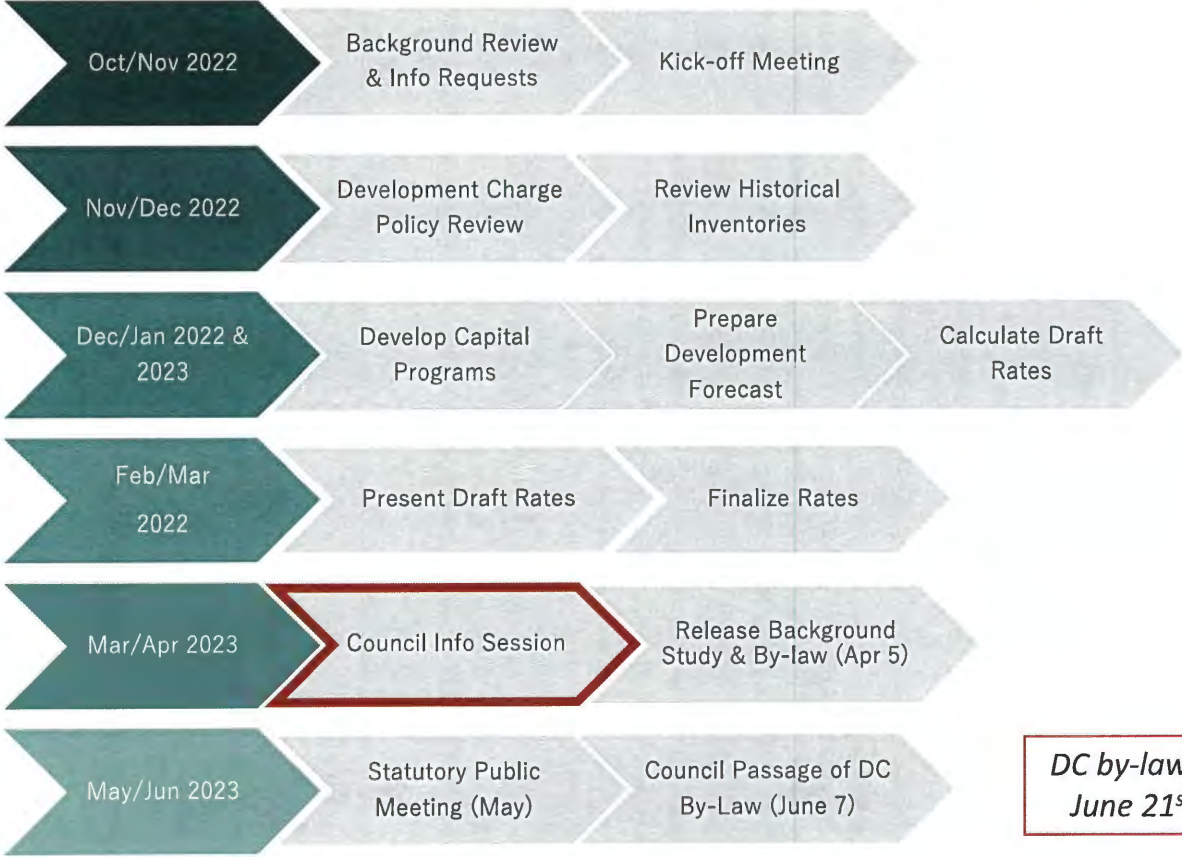 Oct/Nov 2022
Background Review
& Info Requests
Kick-off Meeting
Nov/Dec 2022
Development Charge
Policy Review
Review Historical
Inventories
Dec/Jan 2022 &
2023
Develop Capital
Programs
Prepare
Development
Forecast
Calculate Draft
Rates
Feb/Mar
2022
Present Draft Rates
Finalize Rates
Mar/Apr 2023
Council Info Session
Release Background
Study & By-law (Apr 5)
May/Jun 2023
Statutory Public
Meeting (May)
Council Passage of DC
By-Law (June 7)
DC by-law
June 21s